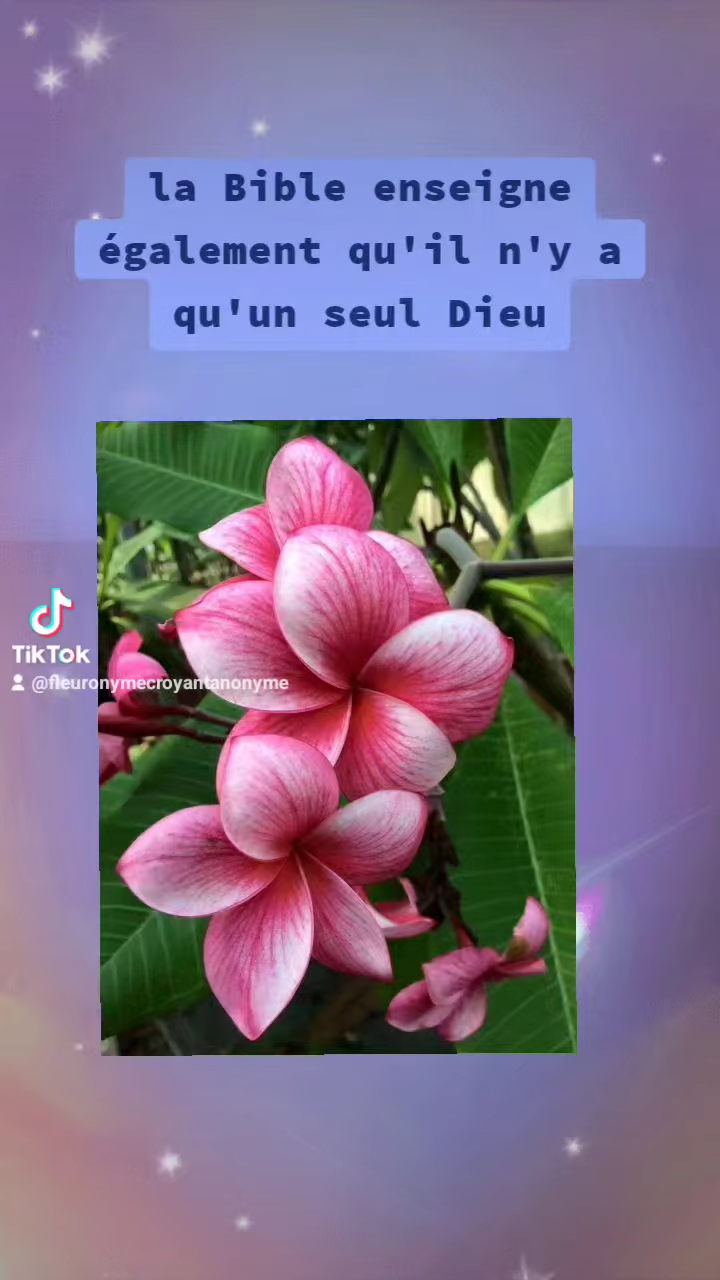 la Bible enseigne
également qu'il n'y a
qu'un seul Dieu
TikTok
@fleuronymecroyantanonyme